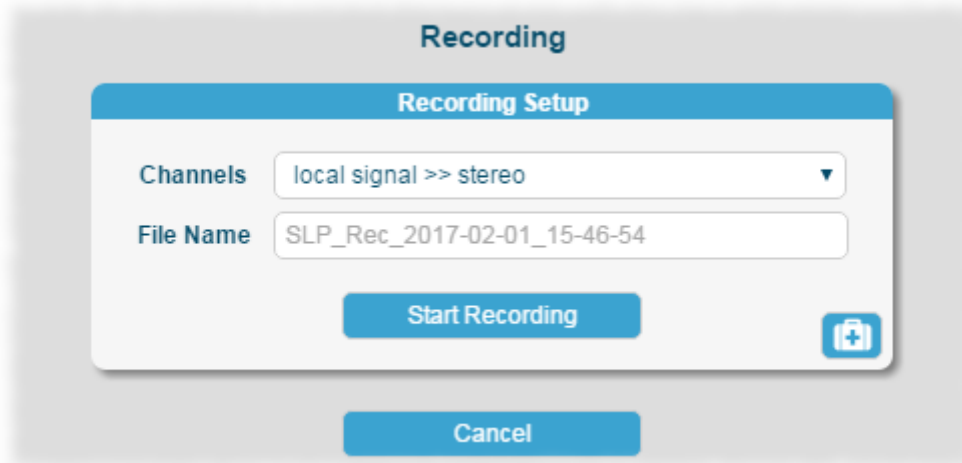 Recording
Recording Setup
Channels local signal >> stereo
File Name SLP_Rec_2017-02-01_15-46-54
Start Recording
Cancel